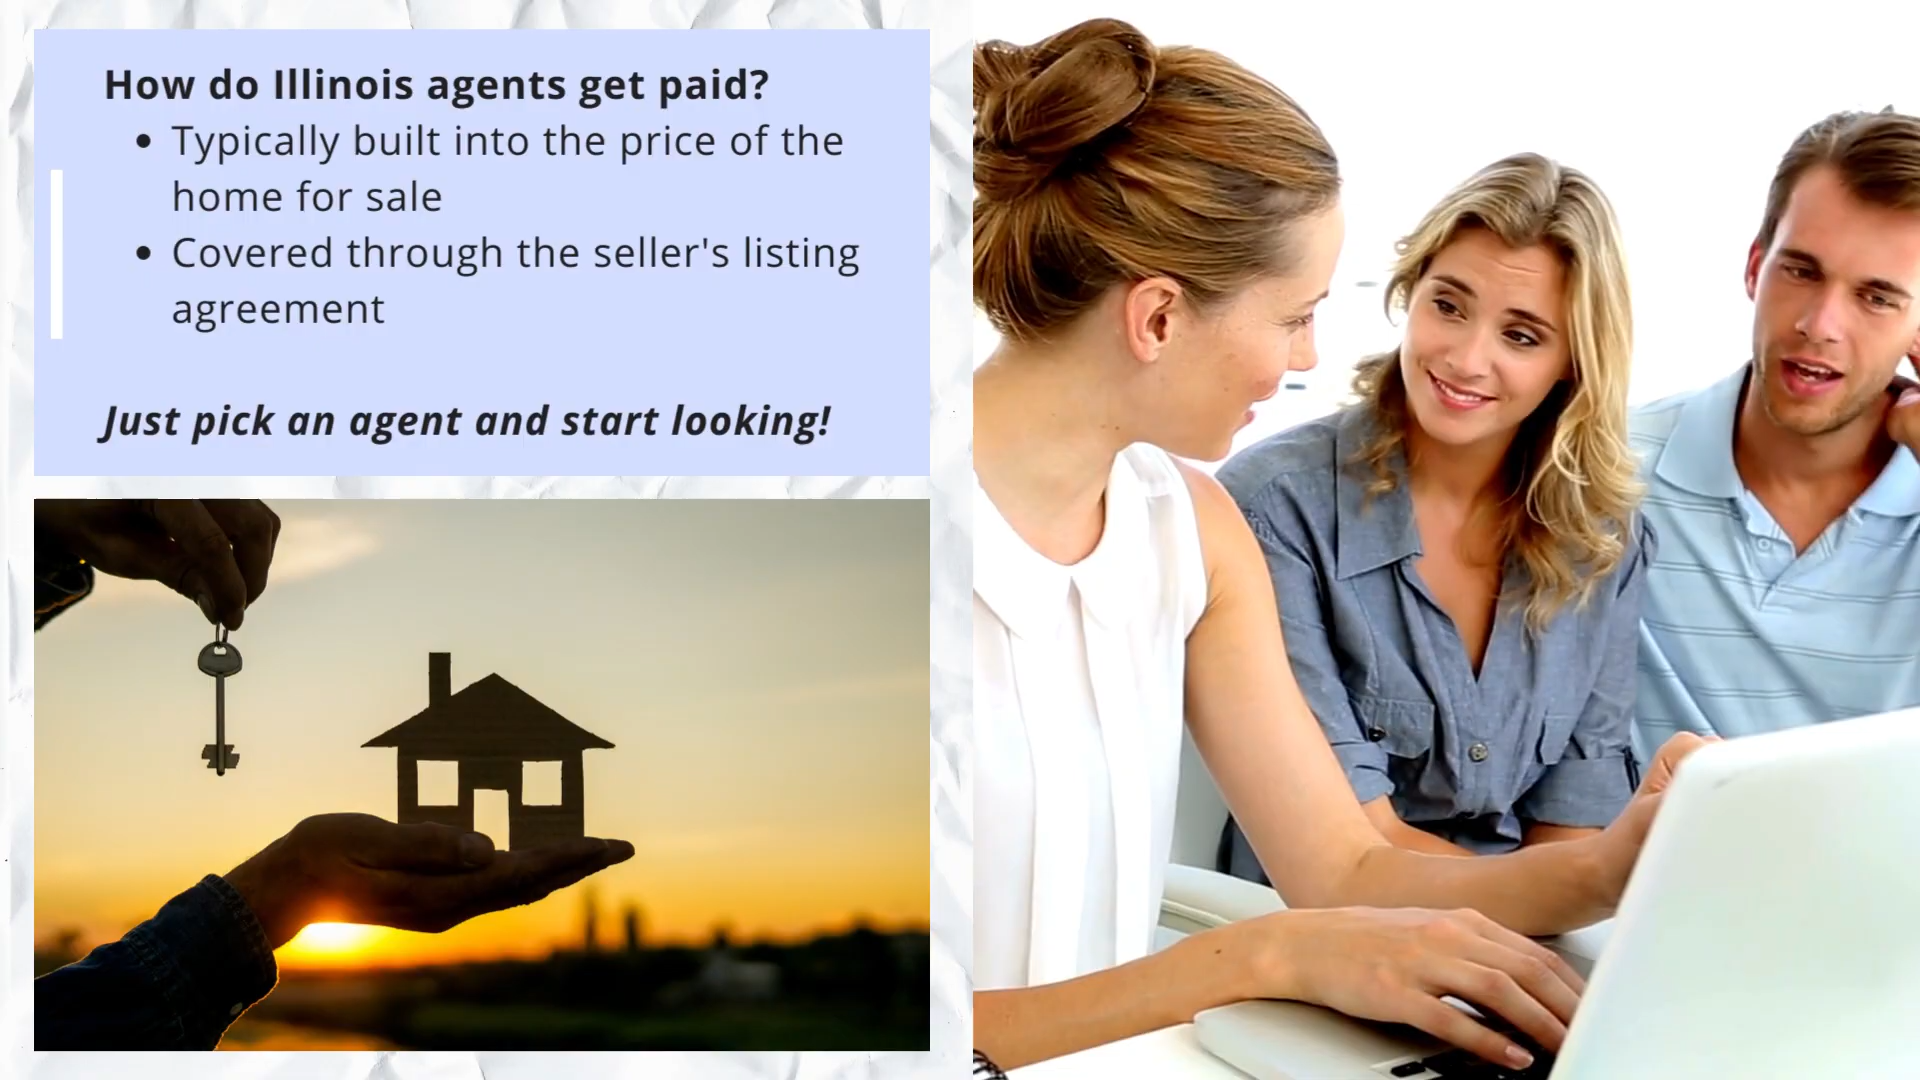 How do Illinois agents get paid?
• Typically built into the price of the
home for sale
• Covered through the seller's listing
agreement
Just pick an agent and start looking!